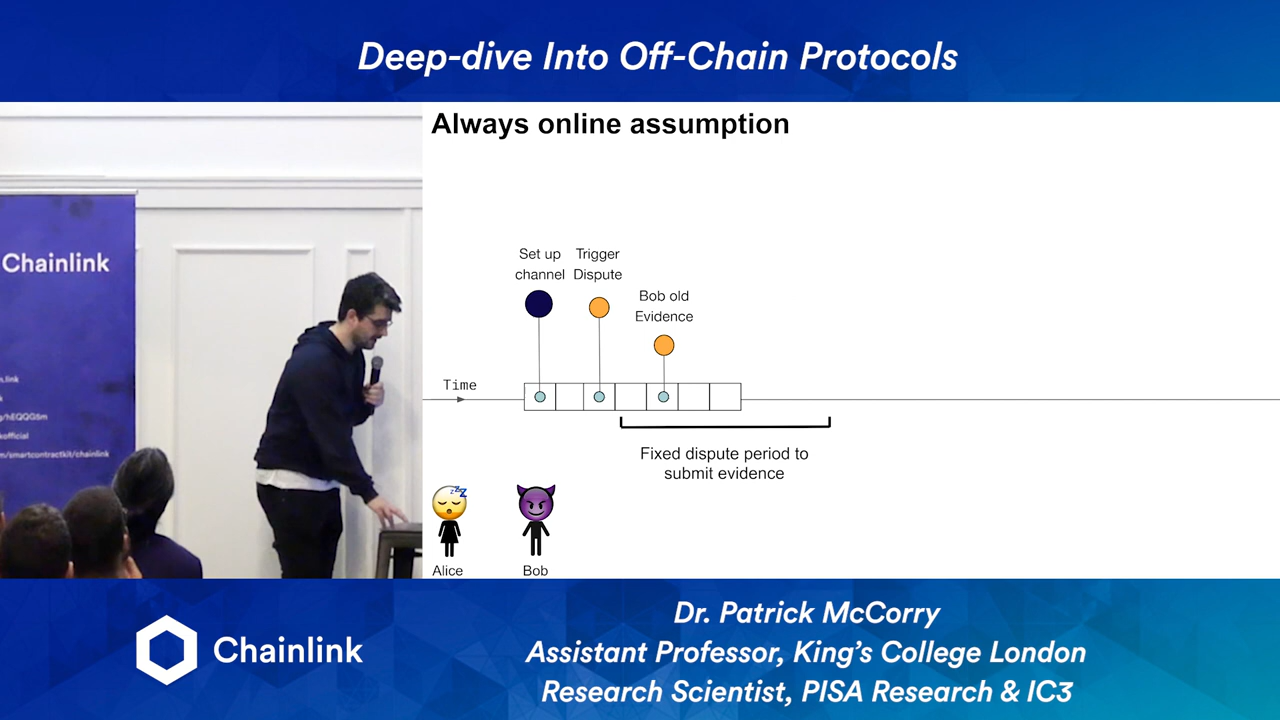 Deep-dive Into Off-Chain Protocols
Always online assumption
Chainlink
Set up
channel
Trigger
Dispute
Bob old
Evidence
Time
Fixed dispute period to
submit evidence
Alice
Bob
Chainlink
Dr. Patrick McCorry
Assistant Professor, King's College London
Research Scientist, PISA Research & IC3